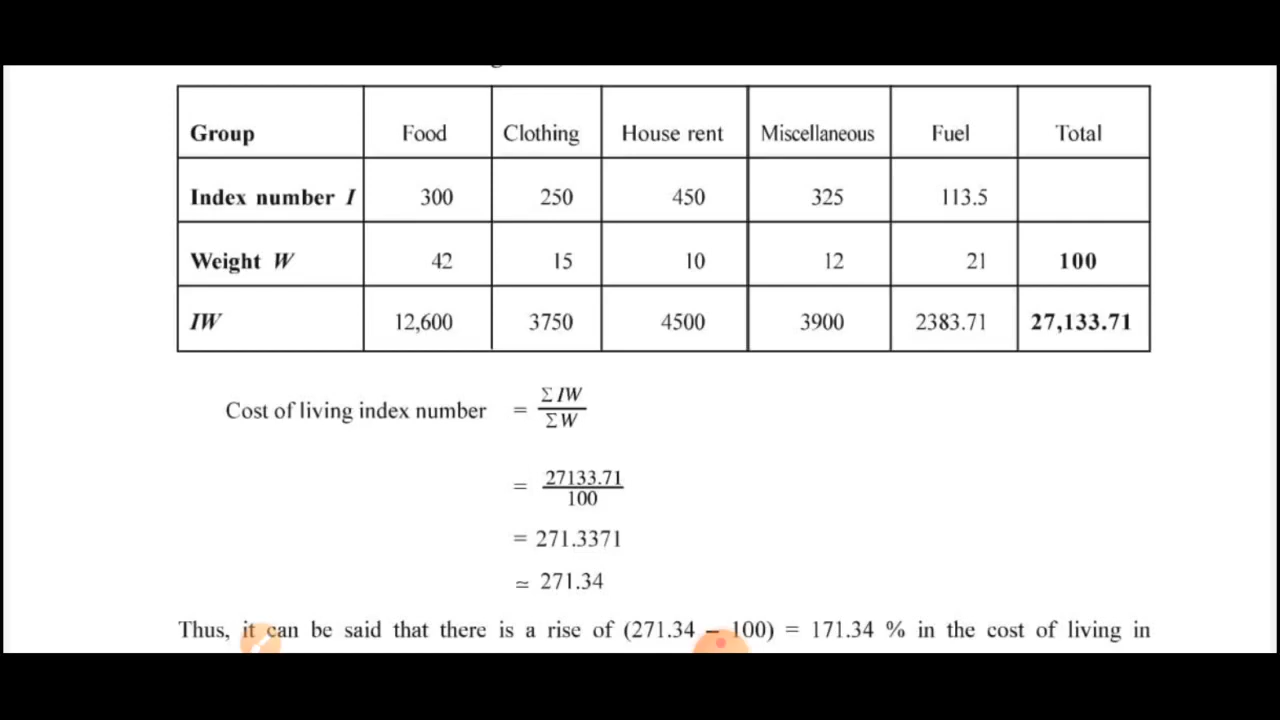 Group Food Clothing House rent Miscellaneous Fuel Total
Index number I 300 250 450 325 113.5
Weight W 42 15 10 12 21 100
IW 12,600 3750 4500 3900 2383.71 27,133.71
Cost of living index number = Σ IW / Σ W
= 27133.71 / 100
= 271.3371
≃ 271.34
Thus, it can be said that there is a rise of (271.34 – 100) = 171.34 % in the cost of living in